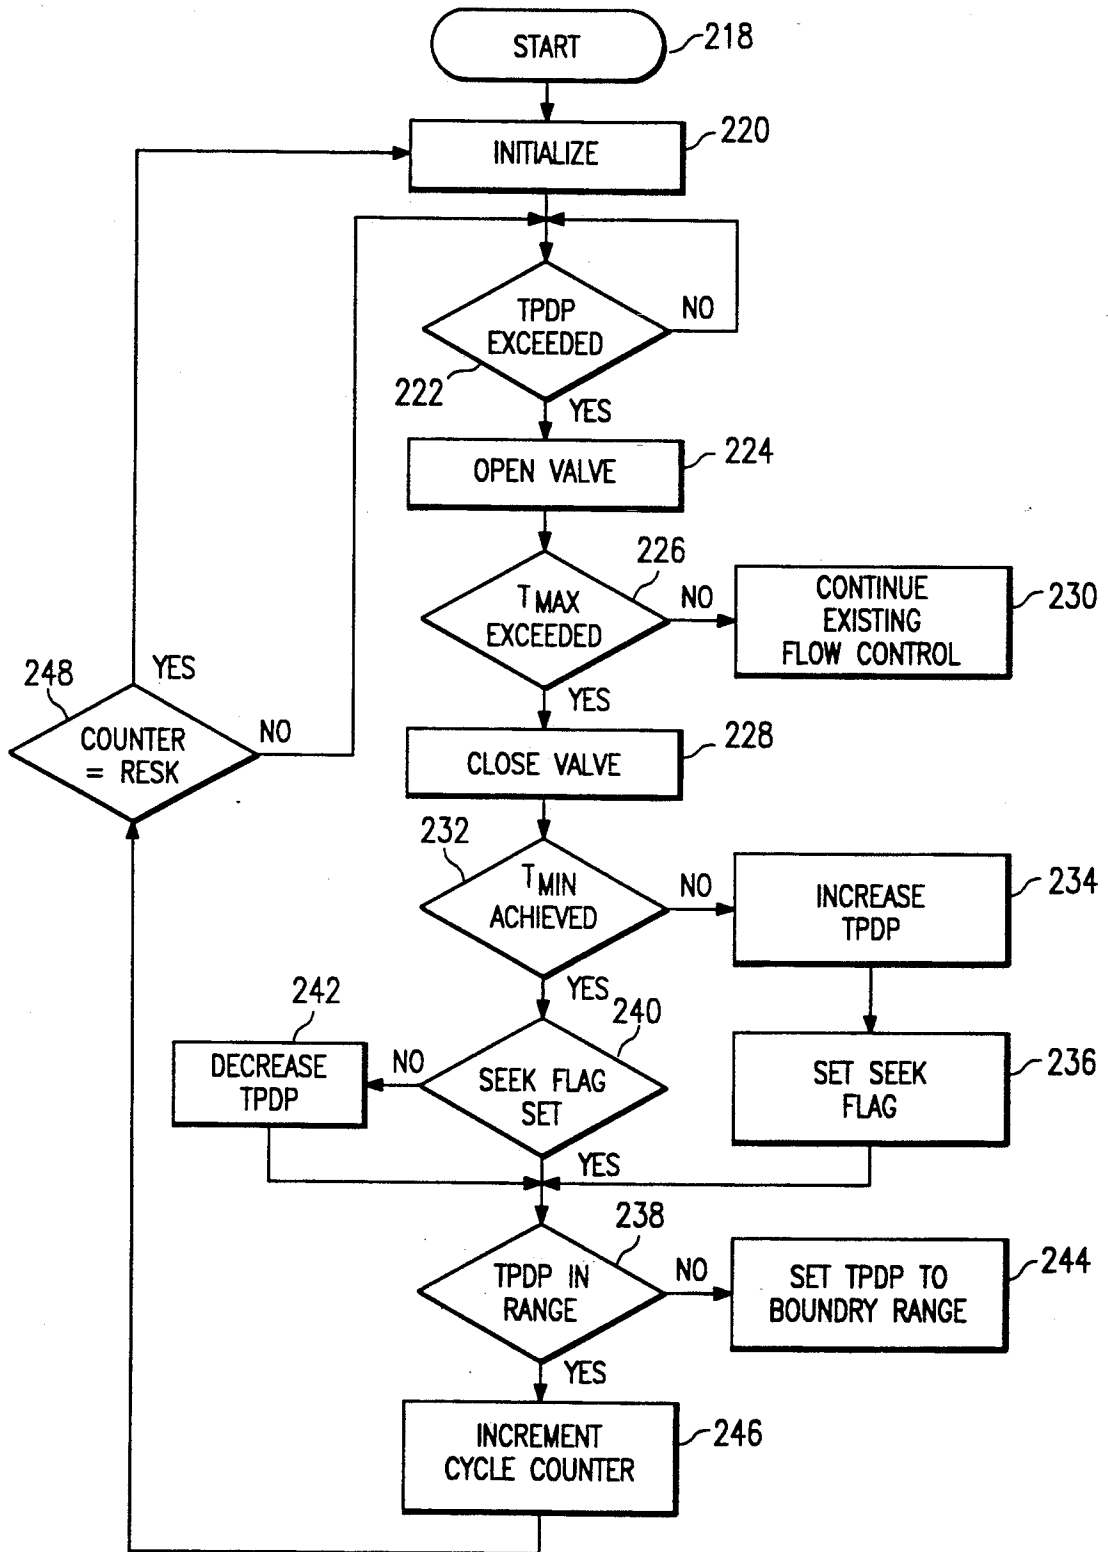 START
218
INITIALIZE
220
TPDP
EXCEEDED
NO
222
YES
OPEN VALVE
224
226
T MAX
EXCEEDED
NO
CONTINUE
EXISTING
FLOW CONTROL
230
YES
248
YES
COUNTER
= RESK
NO
CLOSE VALVE
228
232
T MIN
ACHIEVED
NO
INCREASE
TPDP
234
YES
242
240
DECREASE
TPDP
NO
SEEK FLAG
SET
SET SEEK
FLAG
236
YES
238
TPDP IN
RANGE
NO
SET TPDP TO
BOUNDRY RANGE
244
YES
INCREMENT
CYCLE COUNTER
246